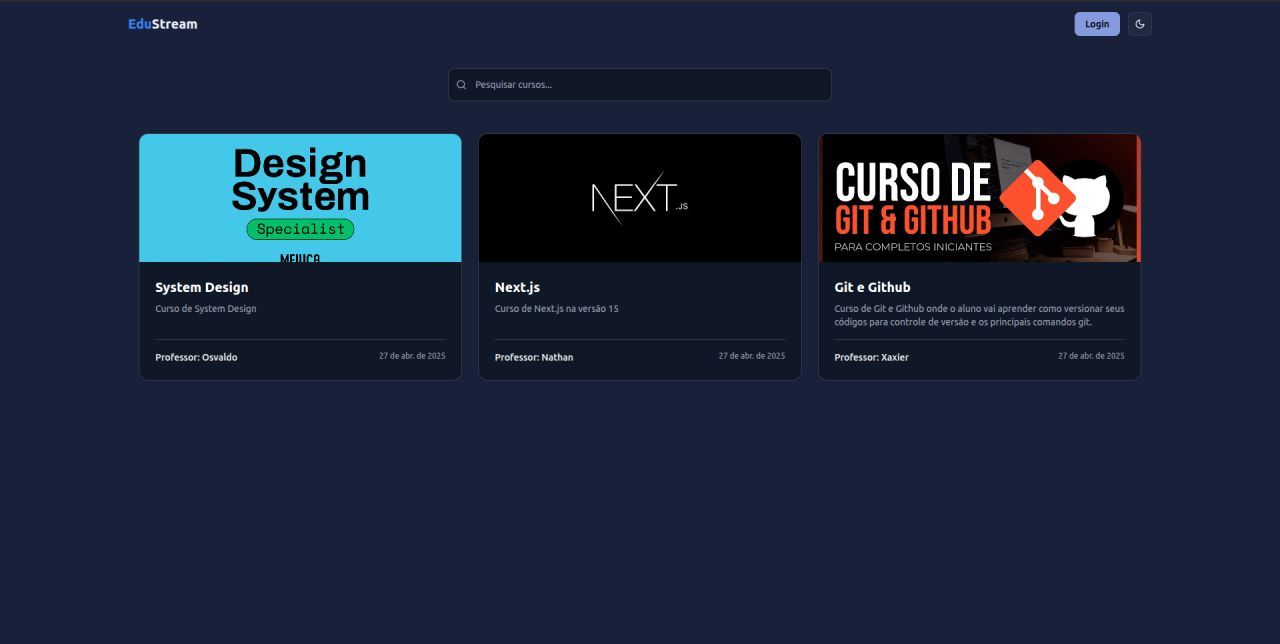 EduStream
Login
Pesquisar cursos...
Design
System
Specialist
MEIUCA
System Design
Curso de System Design
Professor: Osvaldo
27 de abr. de 2025
NEXT.JS
Next.js
Curso de Next.js na versão 15
Professor: Nathan
27 de abr. de 2025
CURSO DE
GIT & GITHUB
PARA COMPLETOS INICIANTES
Git e Github
Curso de Git e Github onde o aluno vai aprender como versionar seus
códigos para controle de versão e os principais comandos git.
Professor: Xaxier
27 de abr. de 2025